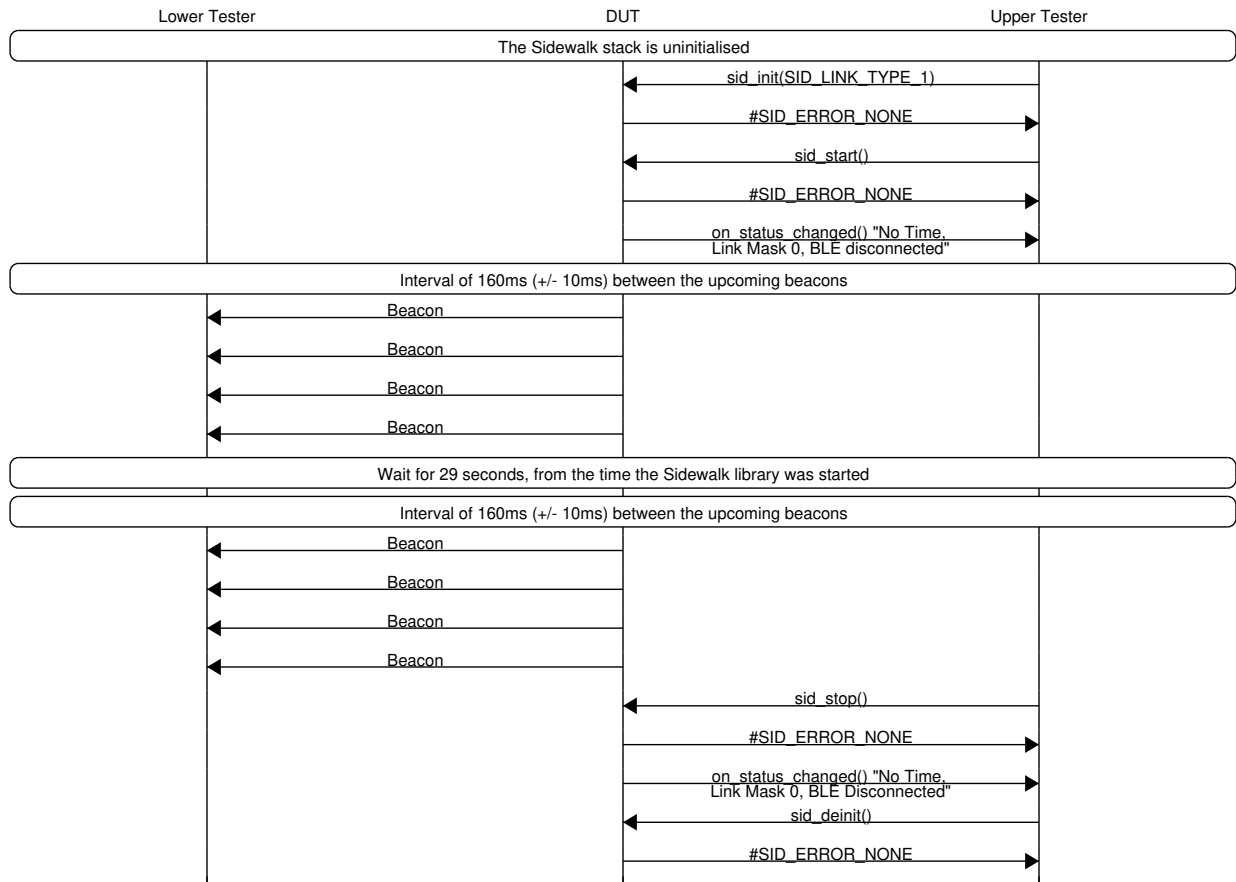 Lower Tester DUT Upper Tester
The Sidewalk stack is uninitialised
sid_init(SID_LINK_TYPE_1)
#SID_ERROR_NONE
sid_start()
#SID_ERROR_NONE
on_status_changed() "No Time,
Link Mask 0, BLE disconnected"
Interval of 160ms (+/- 10ms) between the upcoming beacons
Beacon
Beacon
Beacon
Beacon
Wait for 29 seconds, from the time the Sidewalk library was started
Interval of 160ms (+/- 10ms) between the upcoming beacons
Beacon
Beacon
Beacon
Beacon
sid_stop()
#SID_ERROR_NONE
on_status_changed() "No Time,
Link Mask 0, BLE Disconnected"
sid_deinit()
#SID_ERROR_NONE